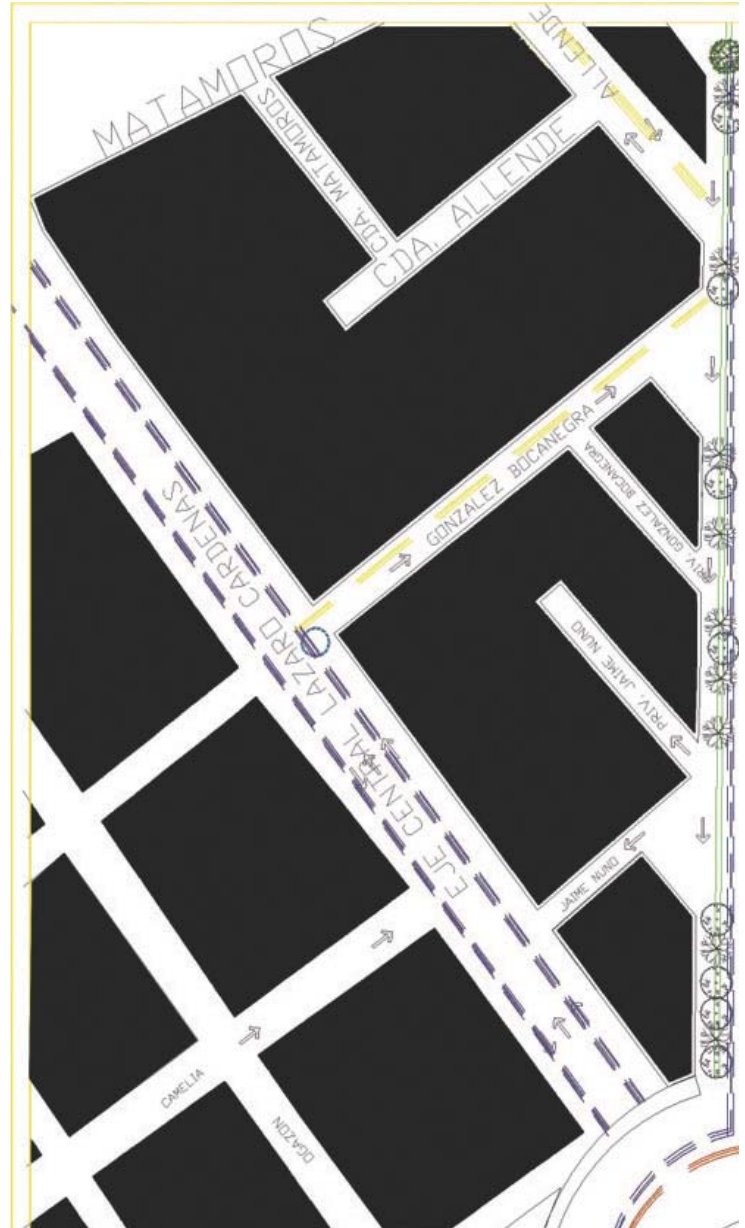 MATAMOROS
ALLENDE
CDA. MATAMOROS
CDA. ALLENDE
GONZALEZ BOCANEGRA
PRIV. GONZALEZ BOCANEGRA
EJE CENTRAL LAZARO CARDENAS
PRIV. JAIME NUNO
JAIME NUNO
CAMELIA
OGAZON